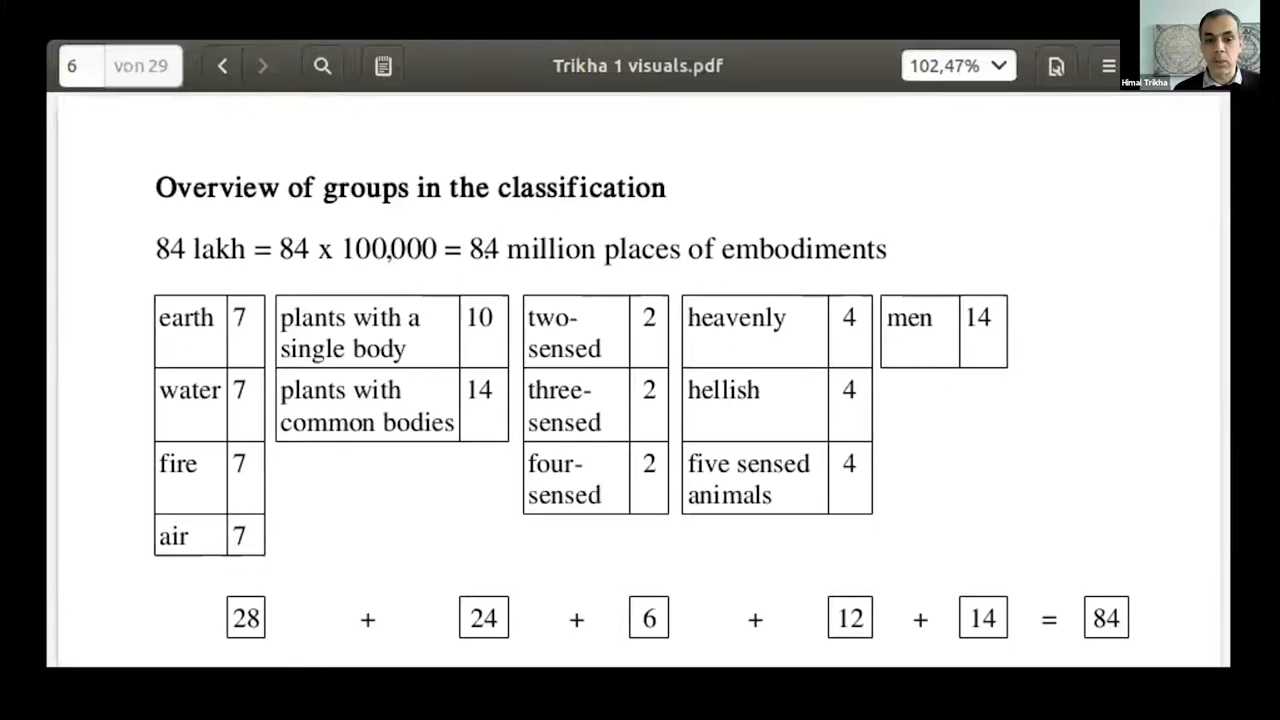 6 von 29 Trikha 1 visuals.pdf 102,47%
Himal Trikha
Overview of groups in the classification
84 lakh = 84 x 100,000 = 8.4 million places of embodiments
earth 7 plants with a 10 two- 2 heavenly 4 men 14
single body sensed
water 7 plants with 14 three- 2 hellish 4
common bodies sensed
fire 7 four- 2 five sensed 4
sensed animals
air 7
28 + 24 + 6 + 12 + 14 = 84